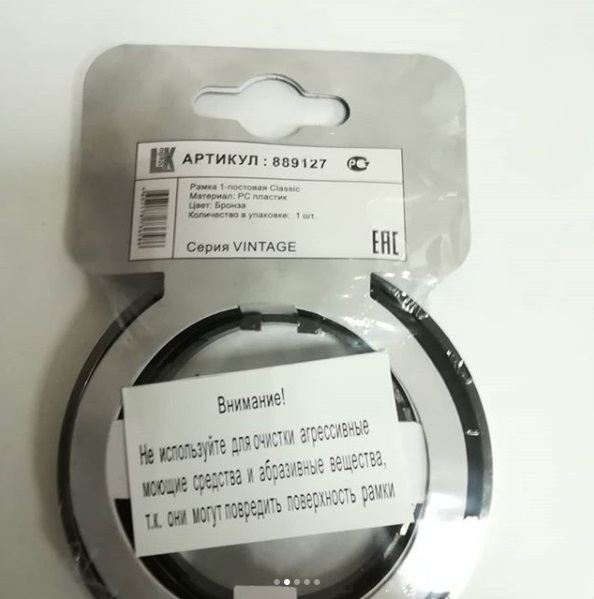 АРТИКУЛ : 889127
Рамка 1-постовая Classic
Материал: PC пластик
Цвет: Бронза
Количество в упаковке: 1 шт.
Серия VINTAGE
EAC
Внимание!
Не используйте для очистки агрессивные
моющие средства и абразивные вещества,
т.к. они могут повредить поверхность рамки